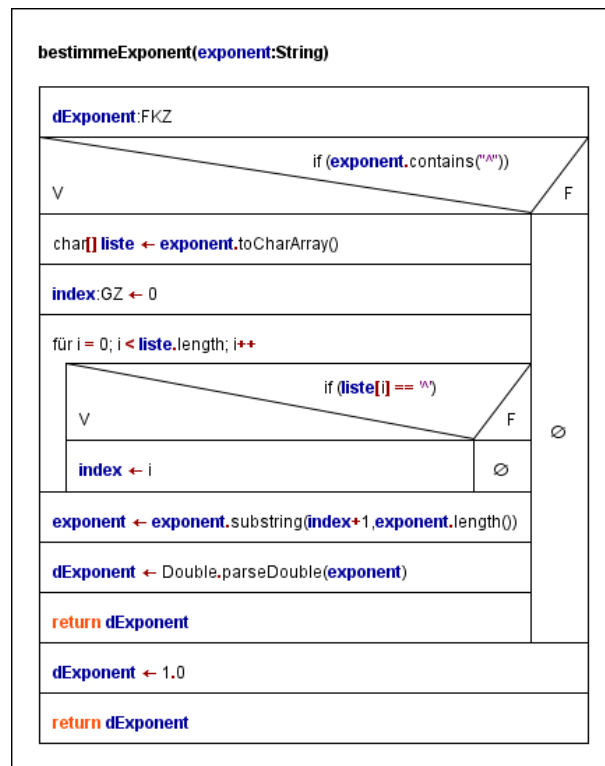 bestimmeExponent(exponent:String)
dExponent:FKZ
if (exponent.contains("^"))
V F
char[] liste ← exponent.toCharArray()
index:GZ ← 0
für i = 0; i < liste.length; i++
if (liste[i] == '^')
V F
∅
index ← i ∅
exponent ← exponent.substring(index+1,exponent.length())
dExponent ← Double.parseDouble(exponent)
return dExponent
dExponent ← 1.0
return dExponent